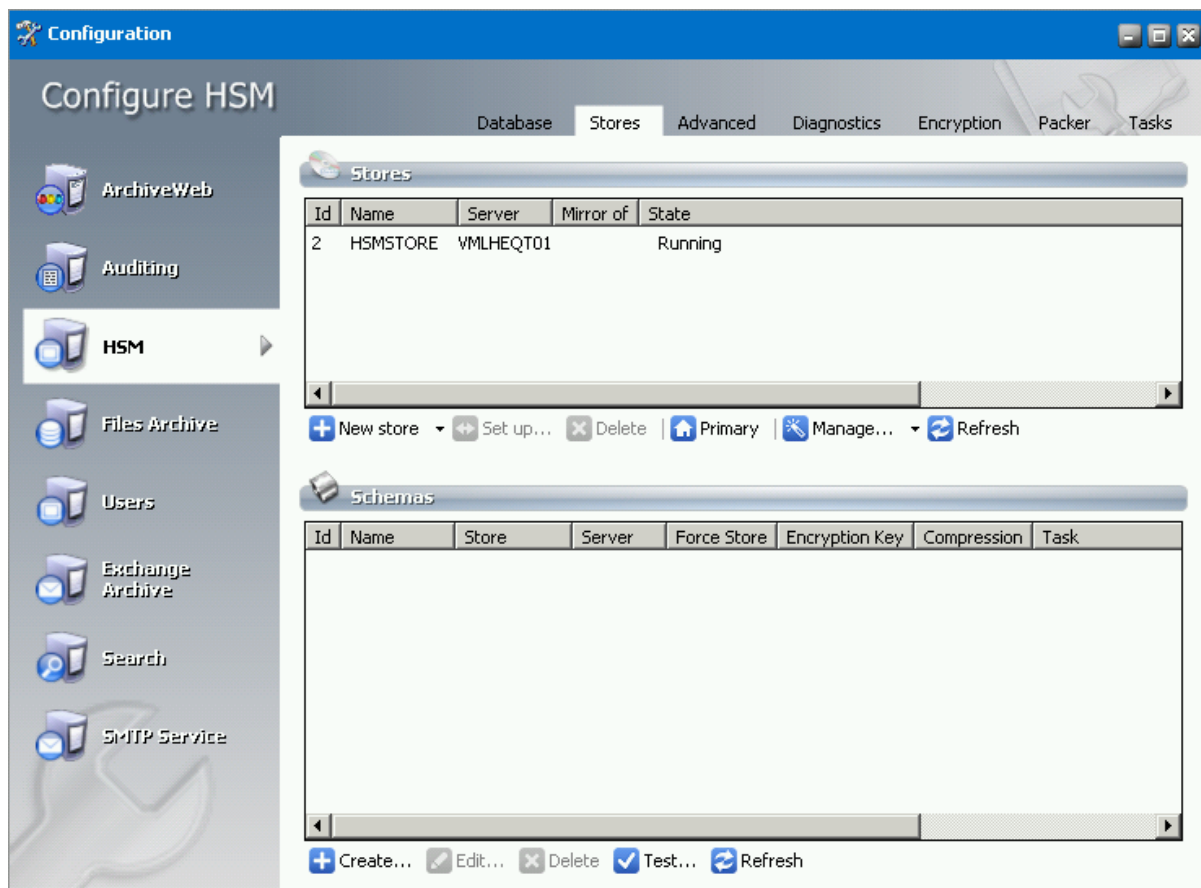 Configuration
Configure HSM
Database Stores Advanced Diagnostics Encryption Packer Tasks
ArchiveWeb
Auditing
HSM
Files Archive
Users
Exchange
Archive
Search
SMTP Service
Stores
Id Name Server Mirror of State
2 HSMSTORE VMLHEQT01 Running
New store Set up... Delete Primary Manage... Refresh
Schemas
Id Name Store Server Force Store Encryption Key Compression Task
Create... Edit... Delete Test... Refresh